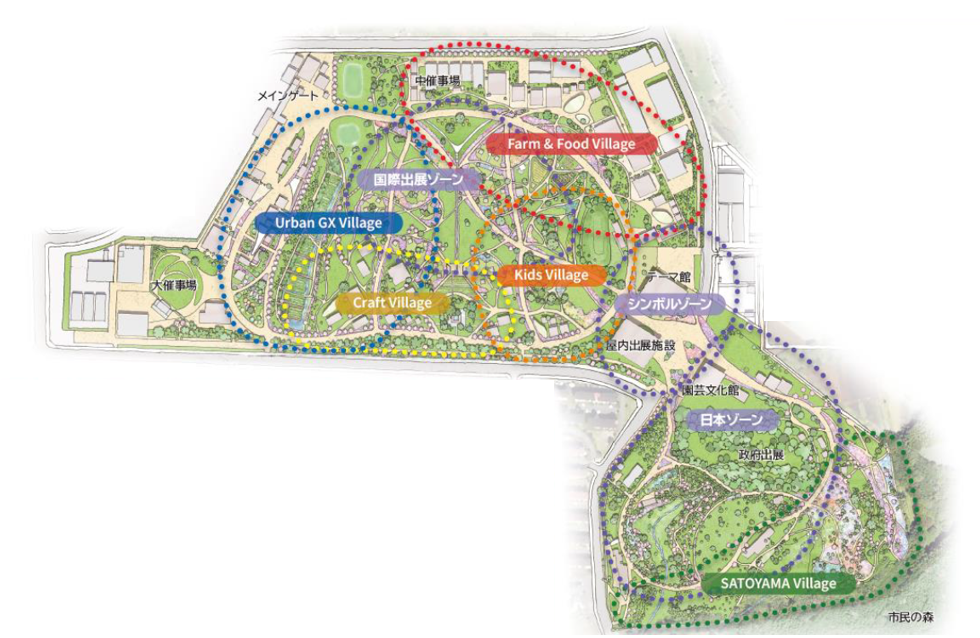 中催事場
メインゲート
Farm & Food Village
国際出展ゾーン
Urban GX Village
Kids Village
テーマ館
大催事場
Craft Village
シンボルゾーン
屋内出展施設
園芸文化館
日本ゾーン
政府出展
SATOYAMA Village
市民の森